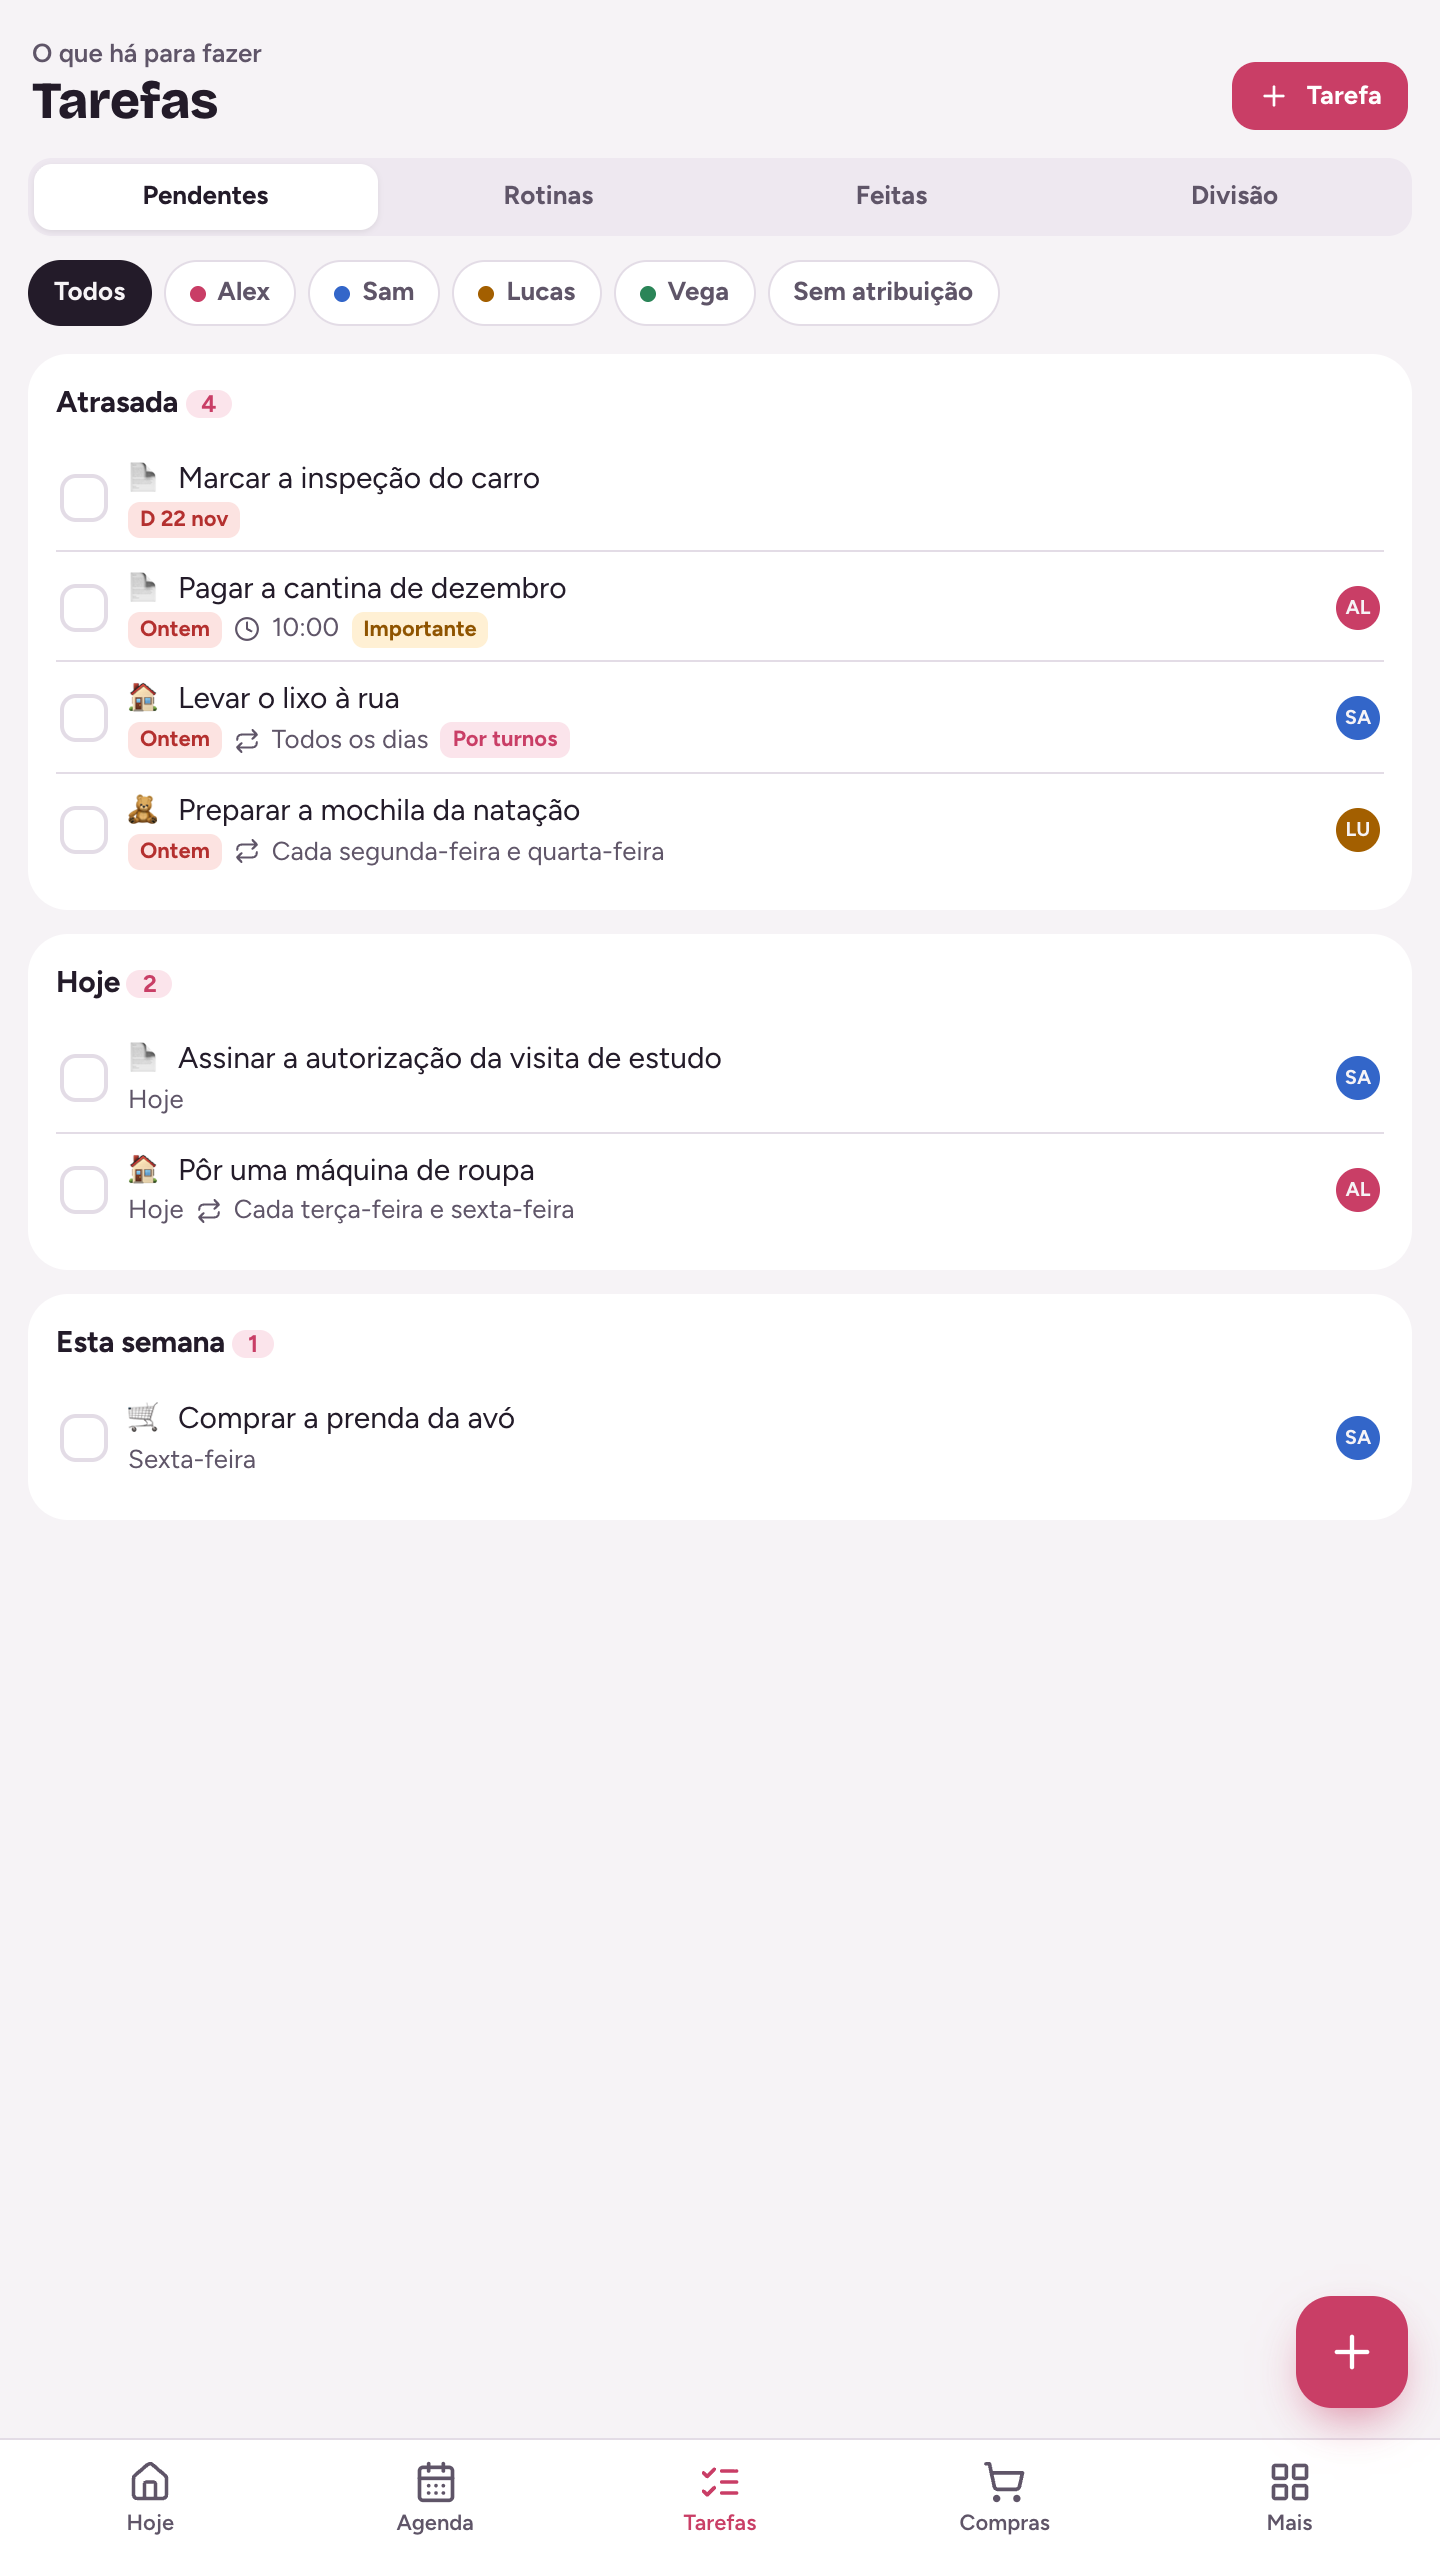 O que há para fazer
Tarefas
Tarefa
Pendentes Rotinas Feitas Divisão
Todos Alex Sam Lucas Vega Sem atribuição
Atrasada 4
Marcar a inspeção do carro
D 22 nov
Pagar a cantina de dezembro
Ontem 10:00 Importante
AL
Levar o lixo à rua
Ontem Todos os dias Por turnos
SA
Preparar a mochila da natação
Ontem Cada segunda-feira e quarta-feira
LU
Hoje 2
Assinar a autorização da visita de estudo
Hoje
SA
Pôr uma máquina de roupa
Hoje Cada terça-feira e sexta-feira
AL
Esta semana 1
Comprar a prenda da avó
Sexta-feira
SA
Hoje Agenda Tarefas Compras Mais